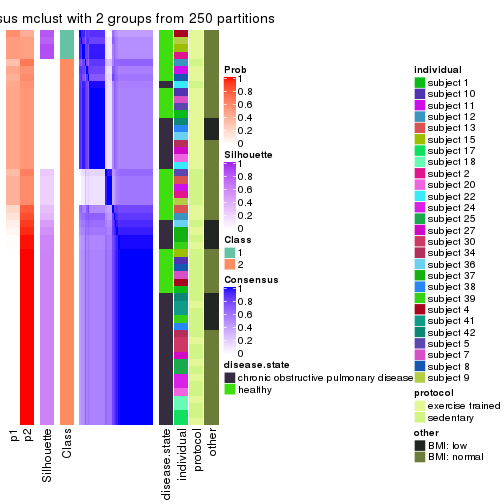 sus mclust with 2 groups from 250 partitions
Prob
1
0.8
0.6
0.4
0.2
0
Silhouette
1
0.8
0.6
0.4
0.2
0
Class
1
2
Consensus
1
0.8
0.6
0.4
0.2
0
disease.state
chronic obstructive pulmonary disease
healthy
individual
subject 1
subject 10
subject 11
subject 12
subject 13
subject 15
subject 17
subject 18
subject 2
subject 20
subject 22
subject 24
subject 25
subject 27
subject 30
subject 34
subject 36
subject 37
subject 38
subject 39
subject 4
subject 41
subject 42
subject 5
subject 7
subject 8
subject 9
protocol
exercise trained
sedentary
other
BMI: low
BMI: normal
p1
p2
Silhouette
Class
disease.state
individual
protocol
other